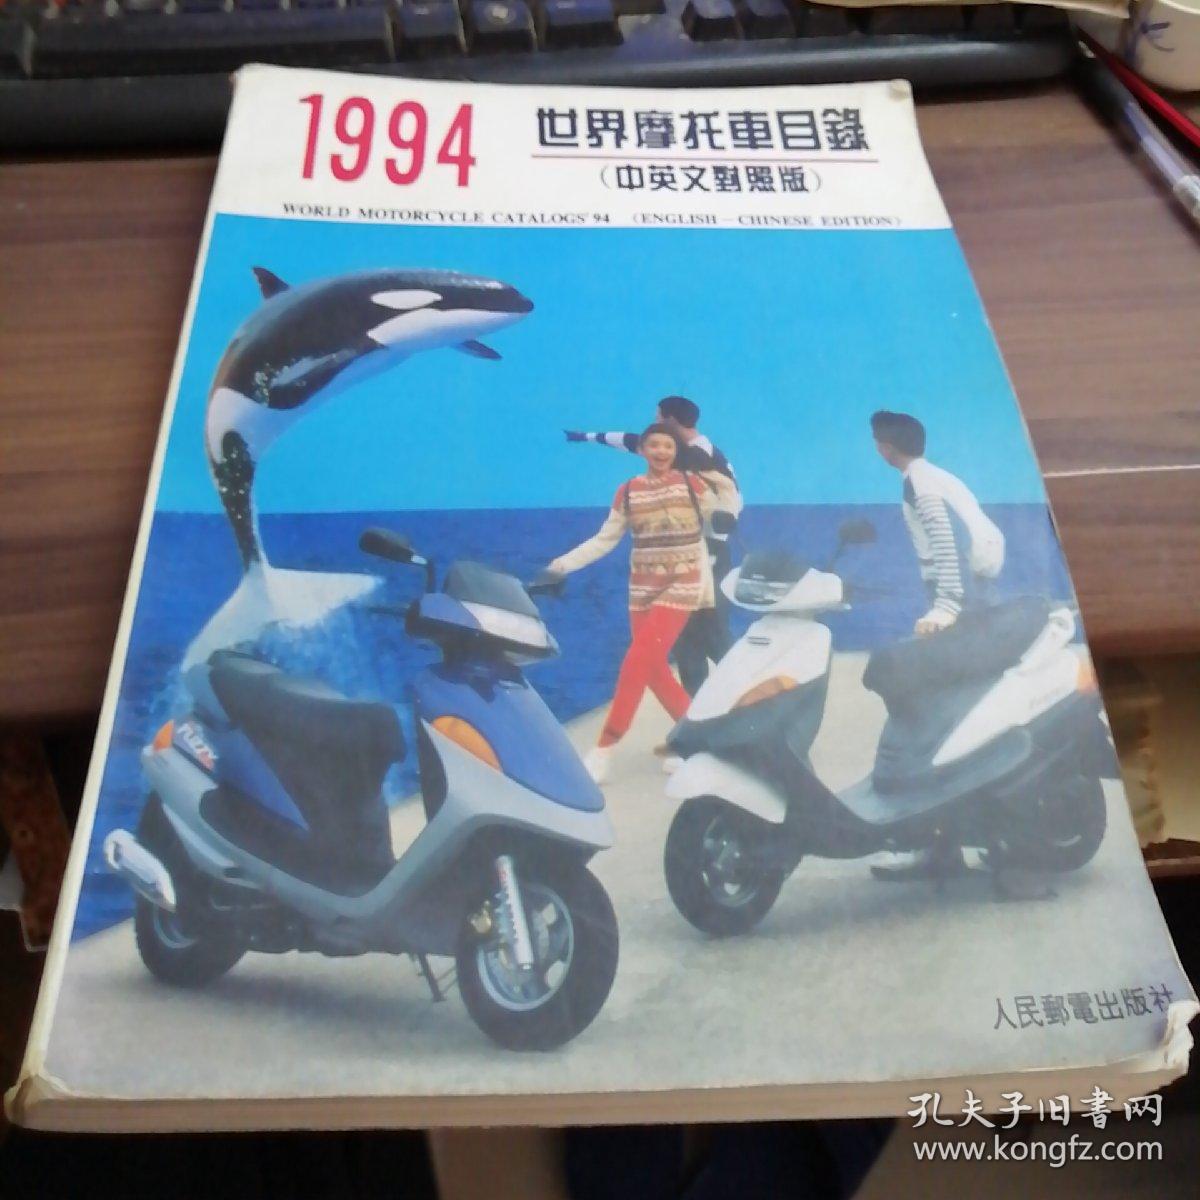 1994
世界摩托車目錄
(中英文對照版)
WORLD MOTORCYCLE CATALOGS'94 (ENGLISH－CHINESE EDITION)
人民郵電出版社
孔夫子旧書网
www.kongfz.com